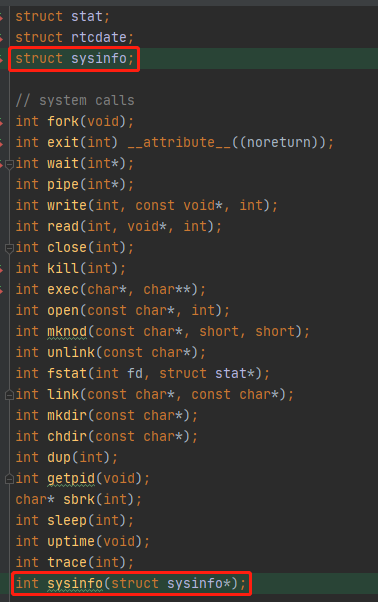 struct stat;
struct rtcdate;
struct sysinfo;
// system calls
int fork(void);
int exit(int) __attribute__((noreturn));
int wait(int*);
int pipe(int*);
int write(int, const void*, int);
int read(int, void*, int);
int close(int);
int kill(int);
int exec(char*, char**);
int open(const char*, int);
int mknod(const char*, short, short);
int unlink(const char*);
int fstat(int fd, struct stat*);
int link(const char*, const char*);
int mkdir(const char*);
int chdir(const char*);
int dup(int);
int getpid(void);
char* sbrk(int);
int sleep(int);
int uptime(void);
int trace(int);
int sysinfo(struct sysinfo*);